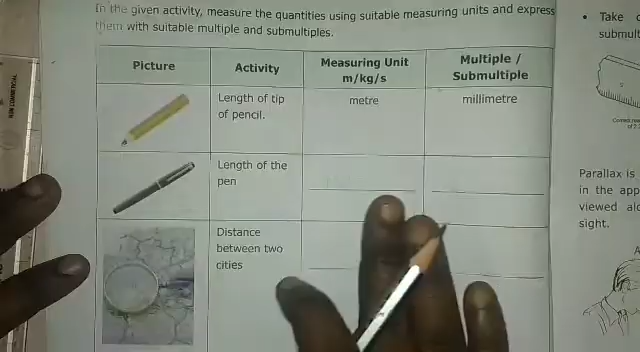 In the given activity, measure the quantities using suitable measuring units and express
them with suitable multiple and submultiples.
Picture Activity Measuring Unit m/kg/s Multiple / Submultiple
Length of tip of pencil. metre millimetre
Length of the pen
Distance between two cities
• Take
submult
Parallax is
in the app
viewed alo
sight.